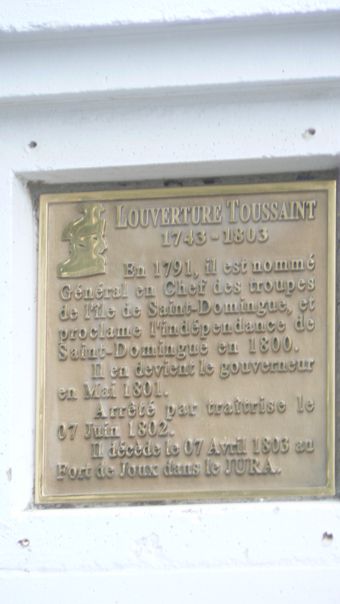 LOUVERTURE TOUSSAINT
1743 - 1803
En 1791, il est nommé
Général en Chef des troupes
de l'île de Saint-Domingue, et
proclame l'indépendance de
Saint-Domingue en 1800.
Il en devient le gouverneur
en Mai 1801.
Arrêté par traîtrise le
07 Juin 1802.
Il décède le 07 Avril 1803 au
Fort de Joux dans le JURA.